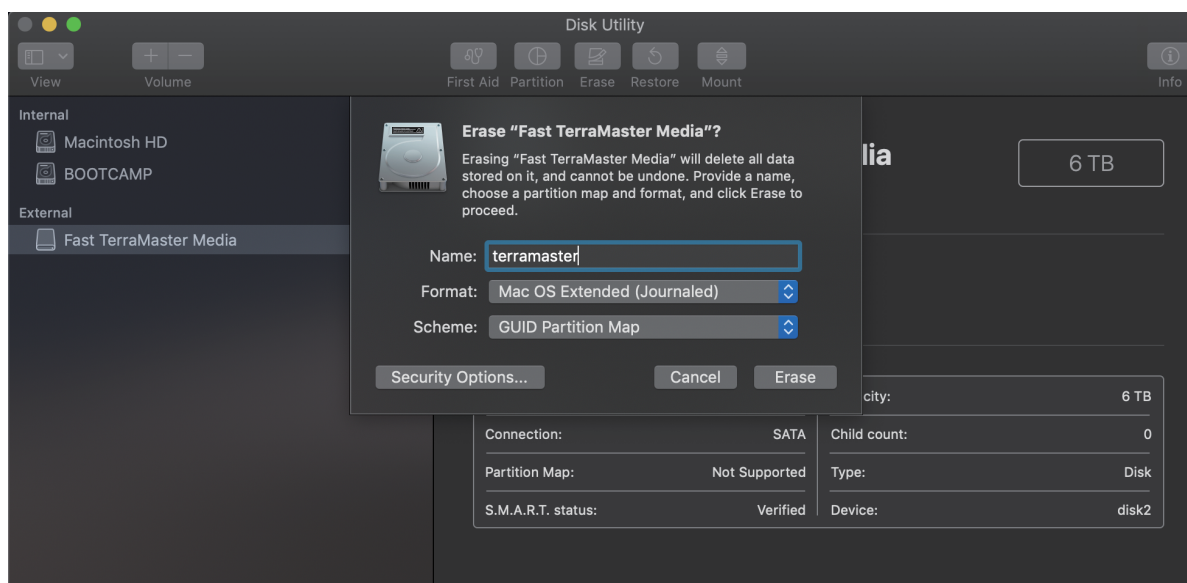 Disk Utility
View
Volume
First Aid
Partition
Erase
Restore
Mount
Info
Internal
Macintosh HD
BOOTCAMP
External
Fast TerraMaster Media
Erase “Fast TerraMaster Media”?
Erasing “Fast TerraMaster Media” will delete all data
stored on it, and cannot be undone. Provide a name,
choose a partition map and format, and click Erase to
proceed.
Name: terramaster
Format: Mac OS Extended (Journaled)
Scheme: GUID Partition Map
Security Options...
Cancel
Erase
dia
6 TB
city: 6 TB
Connection: SATA
Child count: 0
Partition Map: Not Supported
Type: Disk
S.M.A.R.T. status: Verified
Device: disk2